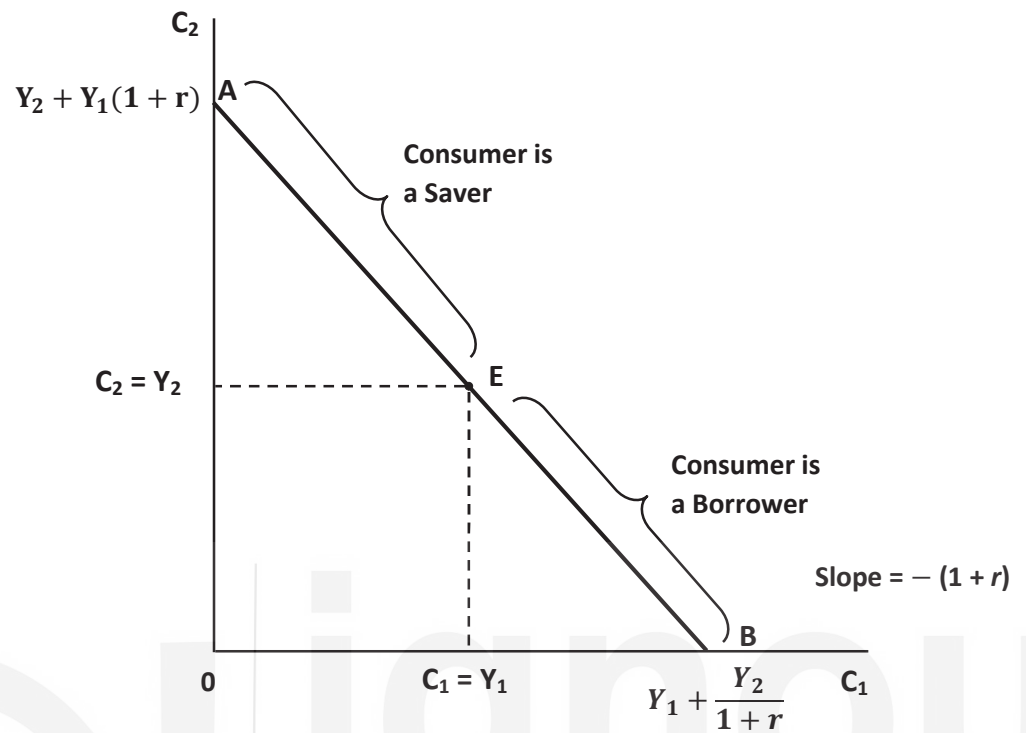 C₂
Y₂ + Y₁(1 + r)
A
Consumer is
a Saver
C₂ = Y₂
E
Consumer is
a Borrower
Slope = − (1 + r)
B
0
C₁ = Y₁
Y₁ + Y₂/(1 + r)
C₁
ignou